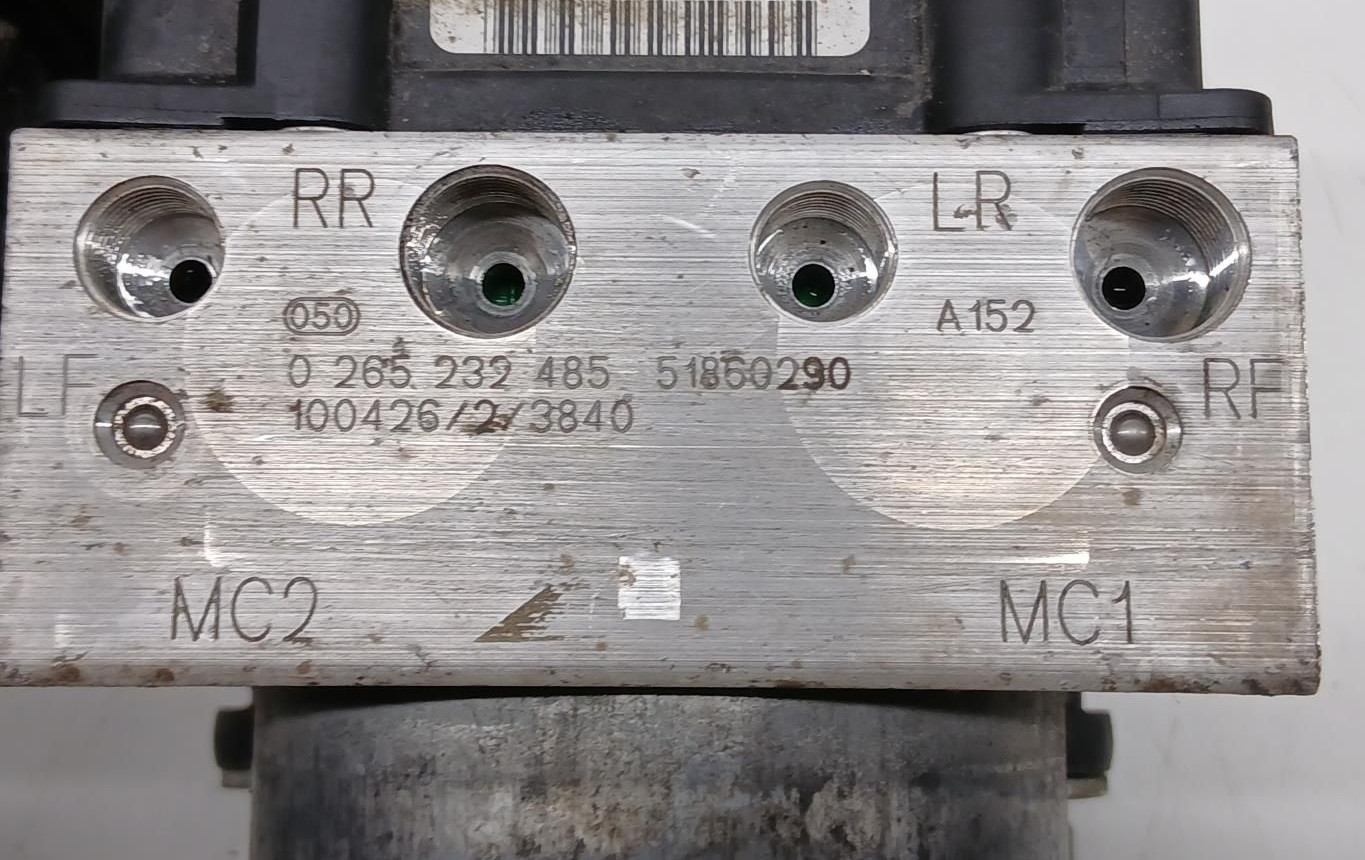 RR LR
050 A152
LF 0 265 232 485 51860290 RF
100426/2/3840
MC2 MC1